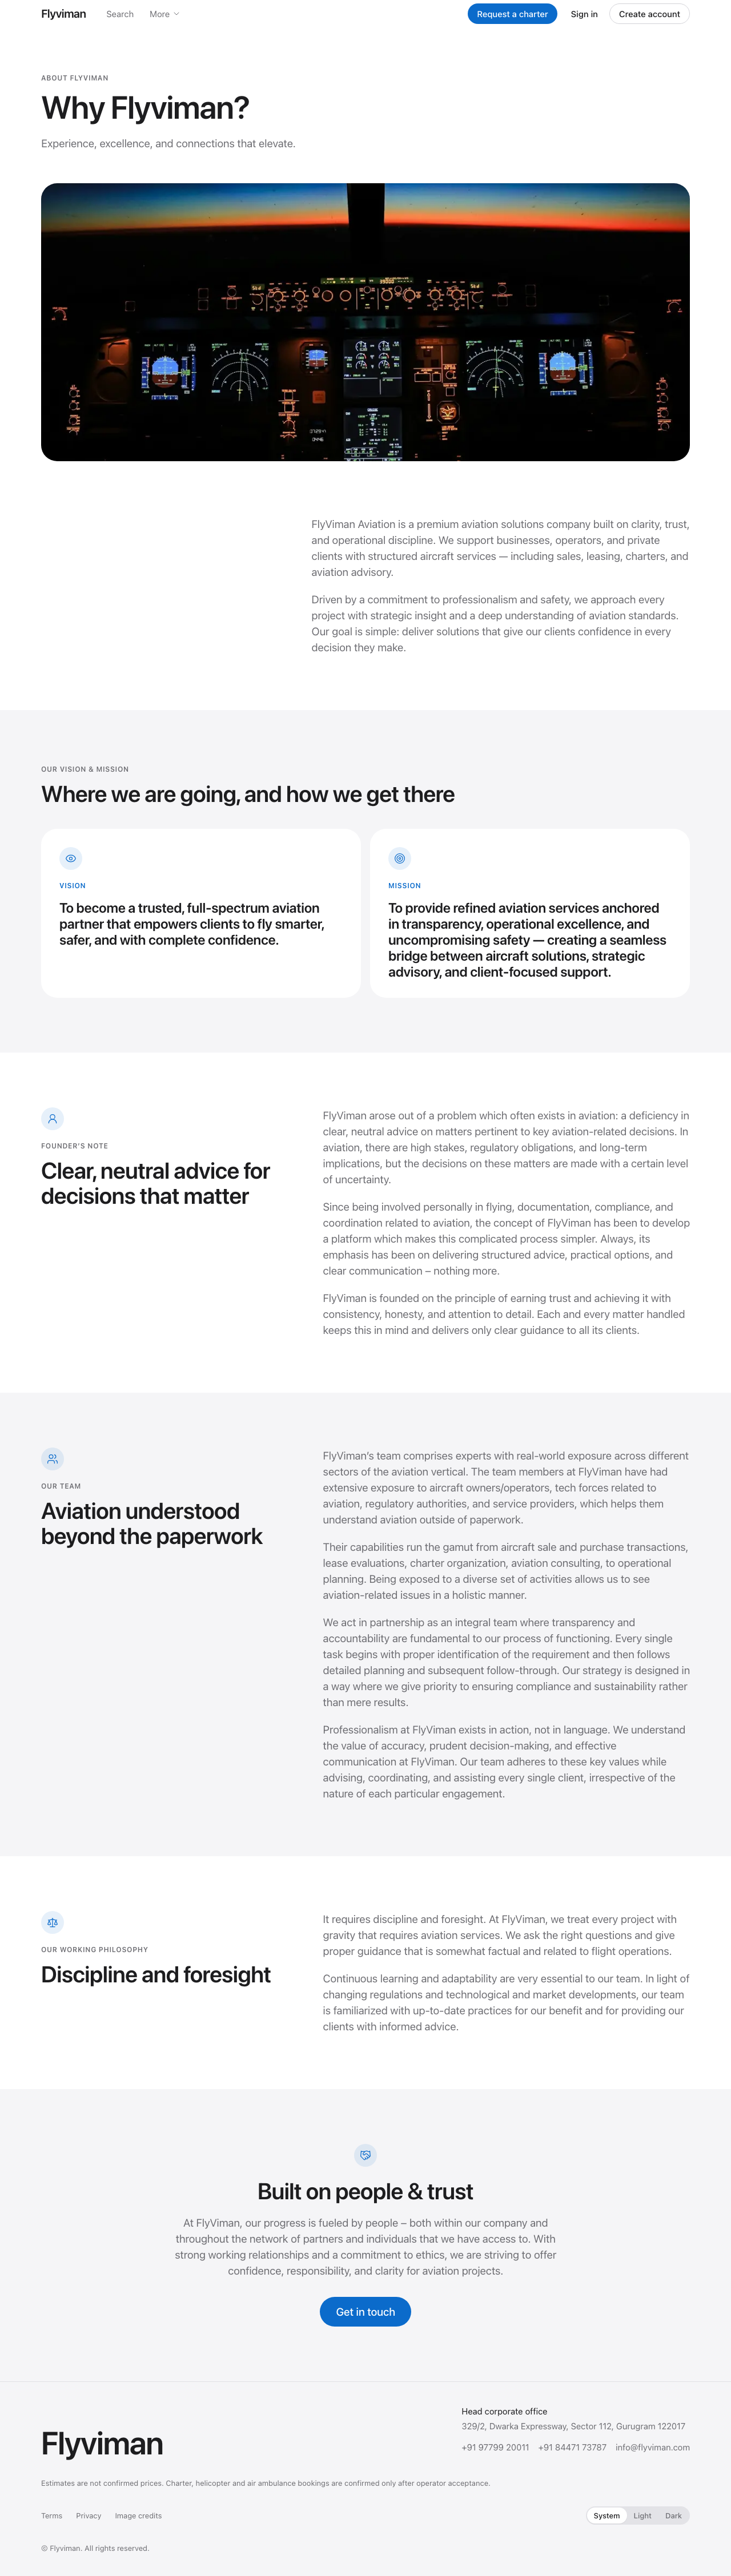 Flyviman
Search
More
Request a charter
Sign in
Create account
ABOUT FLYVIMAN
Why Flyviman?
Experience, excellence, and connections that elevate.
FlyViman Aviation is a premium aviation solutions company built on clarity, trust,
and operational discipline. We support businesses, operators, and private
clients with structured aircraft services — including sales, leasing, charters, and
aviation advisory.
Driven by a commitment to professionalism and safety, we approach every
project with strategic insight and a deep understanding of aviation standards.
Our goal is simple: deliver solutions that give our clients confidence in every
decision they make.
OUR VISION & MISSION
Where we are going, and how we get there
VISION
To become a trusted, full-spectrum aviation
partner that empowers clients to fly smarter,
safer, and with complete confidence.
MISSION
To provide refined aviation services anchored
in transparency, operational excellence, and
uncompromising safety — creating a seamless
bridge between aircraft solutions, strategic
advisory, and client-focused support.
FOUNDER'S NOTE
Clear, neutral advice for
decisions that matter
FlyViman arose out of a problem which often exists in aviation: a deficiency in
clear, neutral advice on matters pertinent to key aviation-related decisions. In
aviation, there are high stakes, regulatory obligations, and long-term
implications, but the decisions on these matters are made with a certain level
of uncertainty.
Since being involved personally in flying, documentation, compliance, and
coordination related to aviation, the concept of FlyViman has been to develop
a platform which makes this complicated process simpler. Always, its
emphasis has been on delivering structured advice, practical options, and
clear communication – nothing more.
FlyViman is founded on the principle of earning trust and achieving it with
consistency, honesty, and attention to detail. Each and every matter handled
keeps this in mind and delivers only clear guidance to all its clients.
OUR TEAM
Aviation understood
beyond the paperwork
FlyViman's team comprises experts with real-world exposure across different
sectors of the aviation vertical. The team members at FlyViman have had
extensive exposure to aircraft owners/operators, tech forces related to
aviation, regulatory authorities, and service providers, which helps them
understand aviation outside of paperwork.
Their capabilities run the gamut from aircraft sale and purchase transactions,
lease evaluations, charter organization, aviation consulting, to operational
planning. Being exposed to a diverse set of activities allows us to see
aviation-related issues in a holistic manner.
We act in partnership as an integral team where transparency and
accountability are fundamental to our process of functioning. Every single
task begins with proper identification of the requirement and then follows
detailed planning and subsequent follow-through. Our strategy is designed in
a way where we give priority to ensuring compliance and sustainability rather
than mere results.
Professionalism at FlyViman exists in action, not in language. We understand
the value of accuracy, prudent decision-making, and effective
communication at FlyViman. Our team adheres to these key values while
advising, coordinating, and assisting every single client, irrespective of the
nature of each particular engagement.
OUR WORKING PHILOSOPHY
Discipline and foresight
It requires discipline and foresight. At FlyViman, we treat every project with
gravity that requires aviation services. We ask the right questions and give
proper guidance that is somewhat factual and related to flight operations.
Continuous learning and adaptability are very essential to our team. In light of
changing regulations and technological and market developments, our team
is familiarized with up-to-date practices for our benefit and for providing our
clients with informed advice.
Built on people & trust
At FlyViman, our progress is fueled by people – both within our company and
throughout the network of partners and individuals that we have access to. With
strong working relationships and a commitment to ethics, we are striving to offer
confidence, responsibility, and clarity for aviation projects.
Get in touch
Flyviman
Head corporate office
329/2, Dwarka Expressway, Sector 112, Gurugram 122017
+91 97799 20011 +91 84471 73787 info@flyviman.com
Estimates are not confirmed prices. Charter, helicopter and air ambulance bookings are confirmed only after operator acceptance.
Terms
Privacy
Image credits
System
Light
Dark
© Flyviman. All rights reserved.